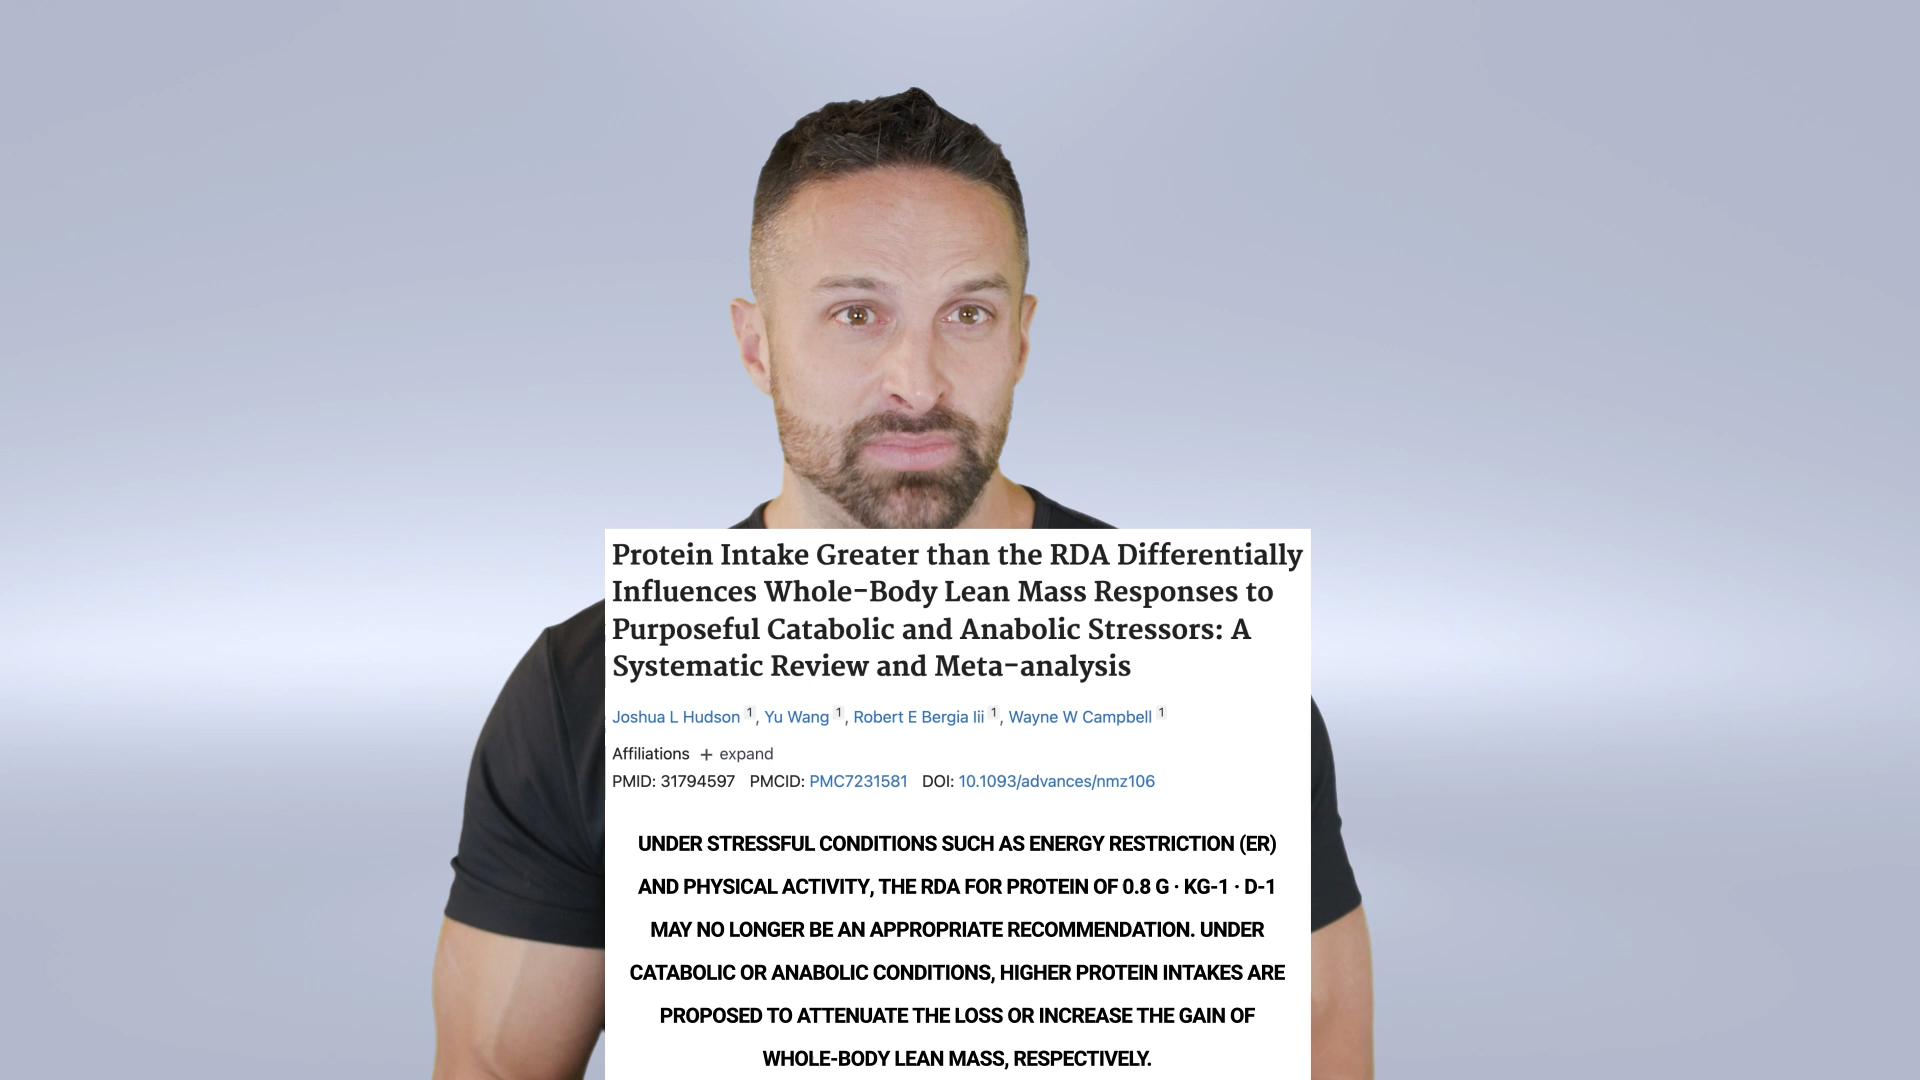 Protein Intake Greater than the RDA Differentially
Influences Whole-Body Lean Mass Responses to
Purposeful Catabolic and Anabolic Stressors: A
Systematic Review and Meta-analysis
Joshua L Hudson 1, Yu Wang 1, Robert E Bergia Iii 1, Wayne W Campbell 1
Affiliations + expand
PMID: 31794597 PMCID: PMC7231581 DOI: 10.1093/advances/nmz106
UNDER STRESSFUL CONDITIONS SUCH AS ENERGY RESTRICTION (ER)
AND PHYSICAL ACTIVITY, THE RDA FOR PROTEIN OF 0.8 G · KG-1 · D-1
MAY NO LONGER BE AN APPROPRIATE RECOMMENDATION. UNDER
CATABOLIC OR ANABOLIC CONDITIONS, HIGHER PROTEIN INTAKES ARE
PROPOSED TO ATTENUATE THE LOSS OR INCREASE THE GAIN OF
WHOLE-BODY LEAN MASS, RESPECTIVELY.